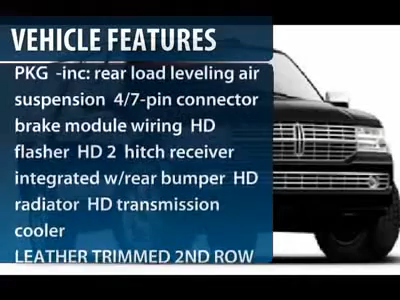 VEHICLE FEATURES
PKG -inc: rear load leveling air
suspension 4/7-pin connector
brake module wiring HD
flasher HD 2 hitch receiver
integrated w/rear bumper HD
radiator HD transmission
cooler
LEATHER TRIMMED 2ND ROW